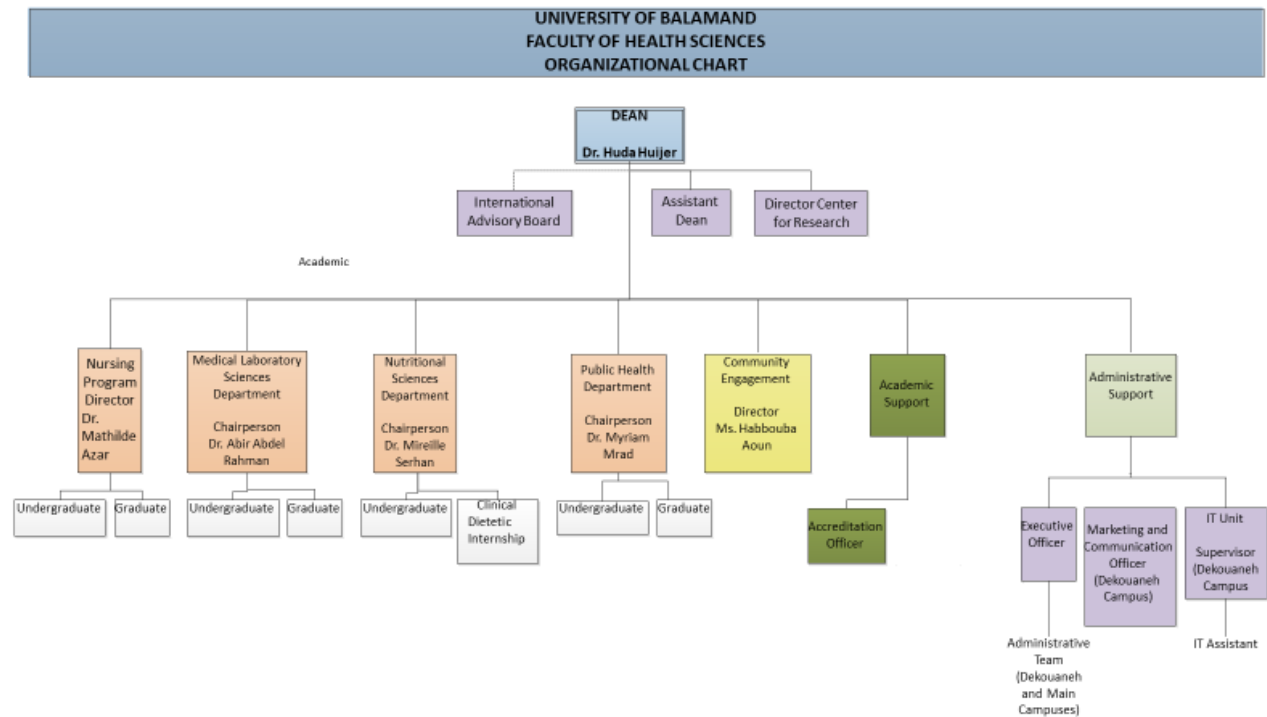 UNIVERSITY OF BALAMAND
FACULTY OF HEALTH SCIENCES
ORGANIZATIONAL CHART
DEAN
Dr. Huda Huijer
International
Advisory Board
Assistant
Dean
Director Center
for Research
Academic
Nursing
Program
Director
Dr.
Mathilde
Azar
Medical Laboratory
Sciences
Department
Chairperson
Dr. Abir Abdel
Rahman
Nutritional
Sciences
Department
Chairperson
Dr. Mireille
Serhan
Public Health
Department
Chairperson
Dr. Myriam
Mrad
Community
Engagement
Director
Ms. Habbouba
Aoun
Academic
Support
Administrative
Support
Undergraduate
Graduate
Undergraduate
Graduate
Undergraduate
Clinical
Dietetic
Internship
Undergraduate
Graduate
Accreditation
Officer
Executive
Officer
Marketing and
Communication
Officer
(Dekouaneh
Campus)
IT Unit
Supervisor
(Dekouaneh
Campus
Administrative
Team
(Dekouaneh
and Main
Campuses)
IT Assistant